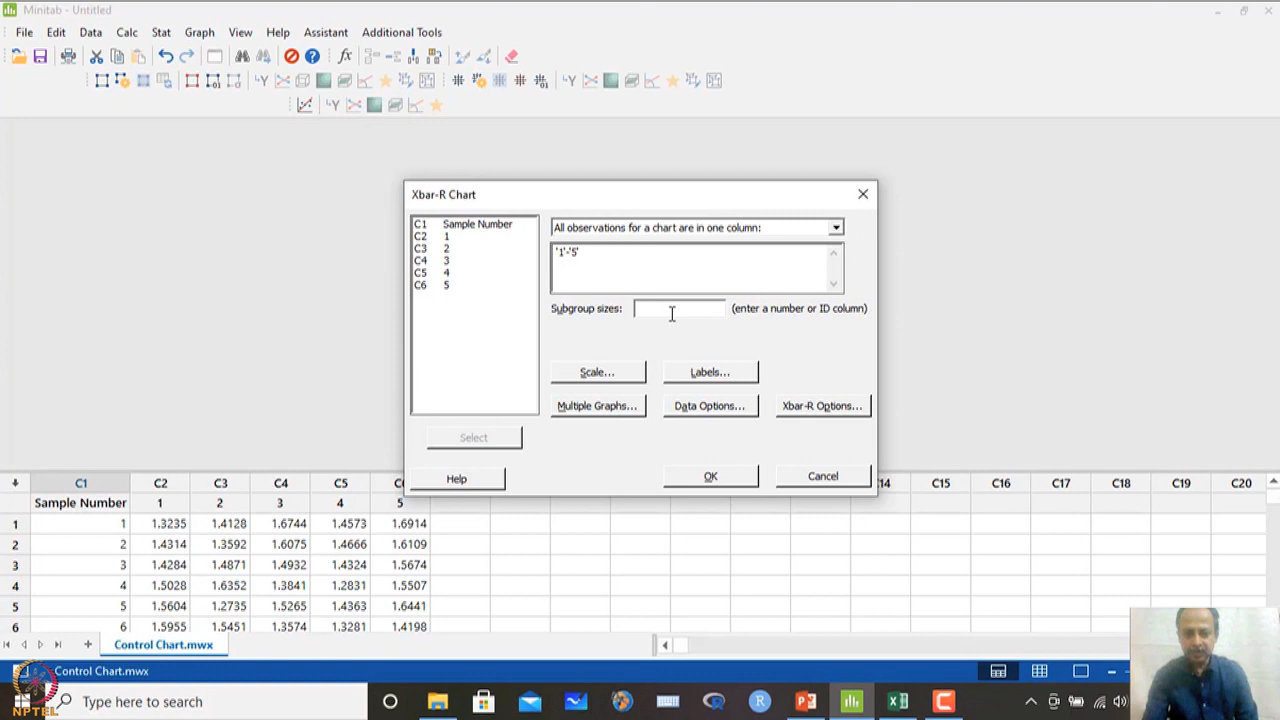 Minitab - Untitled
File Edit Data Calc Stat Graph View Help Assistant Additional Tools
Xbar-R Chart
C1 Sample Number
C2 1
C3 2
C4 3
C5 4
C6 5
All observations for a chart are in one column:
'1'-'5'
Subgroup sizes: (enter a number or ID column)
Scale... Labels...
Multiple Graphs... Data Options... Xbar-R Options...
Select
Help OK Cancel
C1 C2 C3 C4 C5 C14 C15 C16 C17 C18 C19 C20
Sample Number 1 2 3 4 5
1 1 1.3235 1.4128 1.6744 1.4573 1.6914
2 2 1.4314 1.3592 1.6075 1.4666 1.6109
3 3 1.4284 1.4871 1.4932 1.4324 1.5674
4 4 1.5028 1.6352 1.3841 1.2831 1.5507
5 5 1.5604 1.2735 1.5265 1.4363 1.6441
6 6 1.5955 1.5451 1.3574 1.3281 1.4198
Control Chart.mwx
Control Chart.mwx
Type here to search
NPTEL